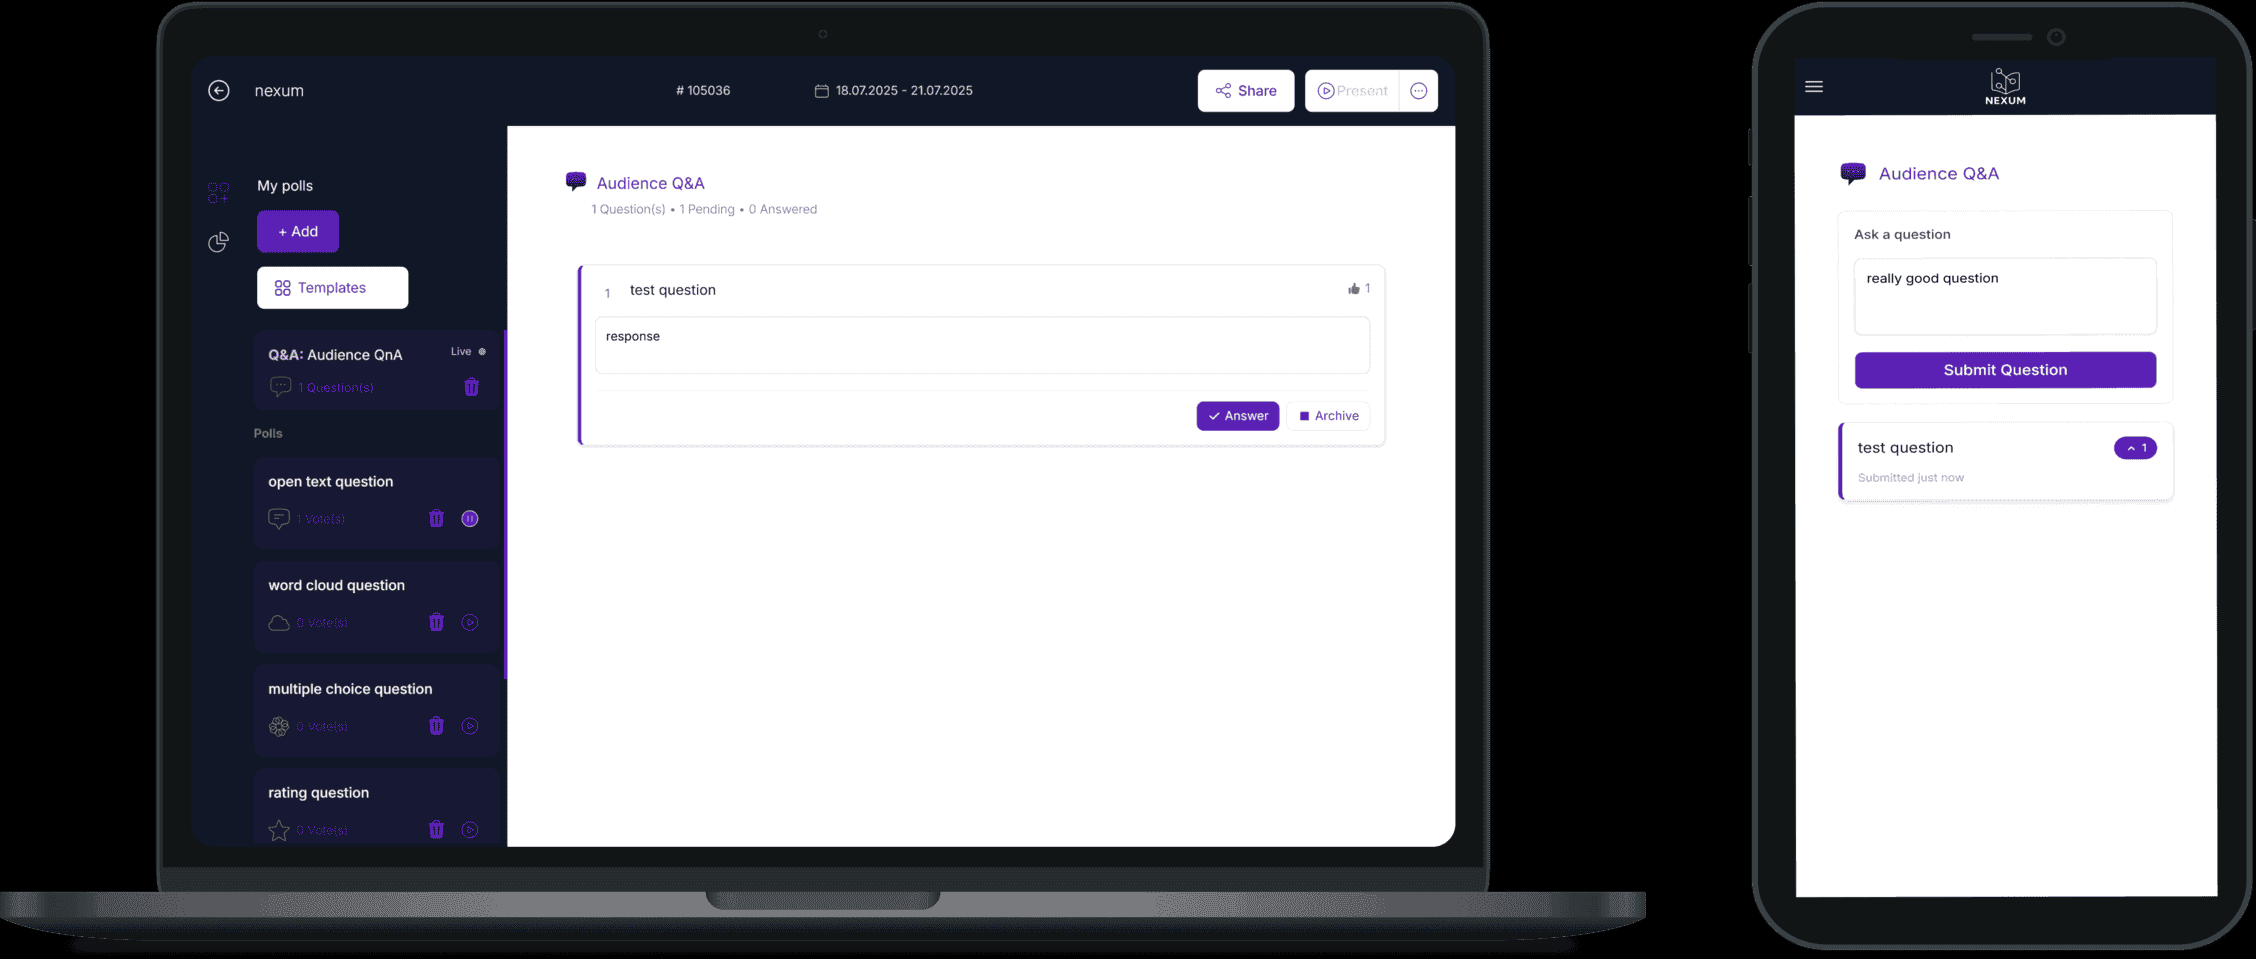 nexum
# 105036
18.07.2025 - 21.07.2025
Share
Present
My polls
+ Add
Templates
Q&A: Audience QnA
Live
1 Question(s)
Polls
open text question
1 Vote(s)
word cloud question
0 Vote(s)
multiple choice question
0 Vote(s)
rating question
0 Vote(s)
Audience Q&A
1 Question(s) • 1 Pending • 0 Answered
1 test question
1
response
Answer
Archive
NEXUM
Audience Q&A
Ask a question
really good question
Submit Question
test question
1
Submitted just now